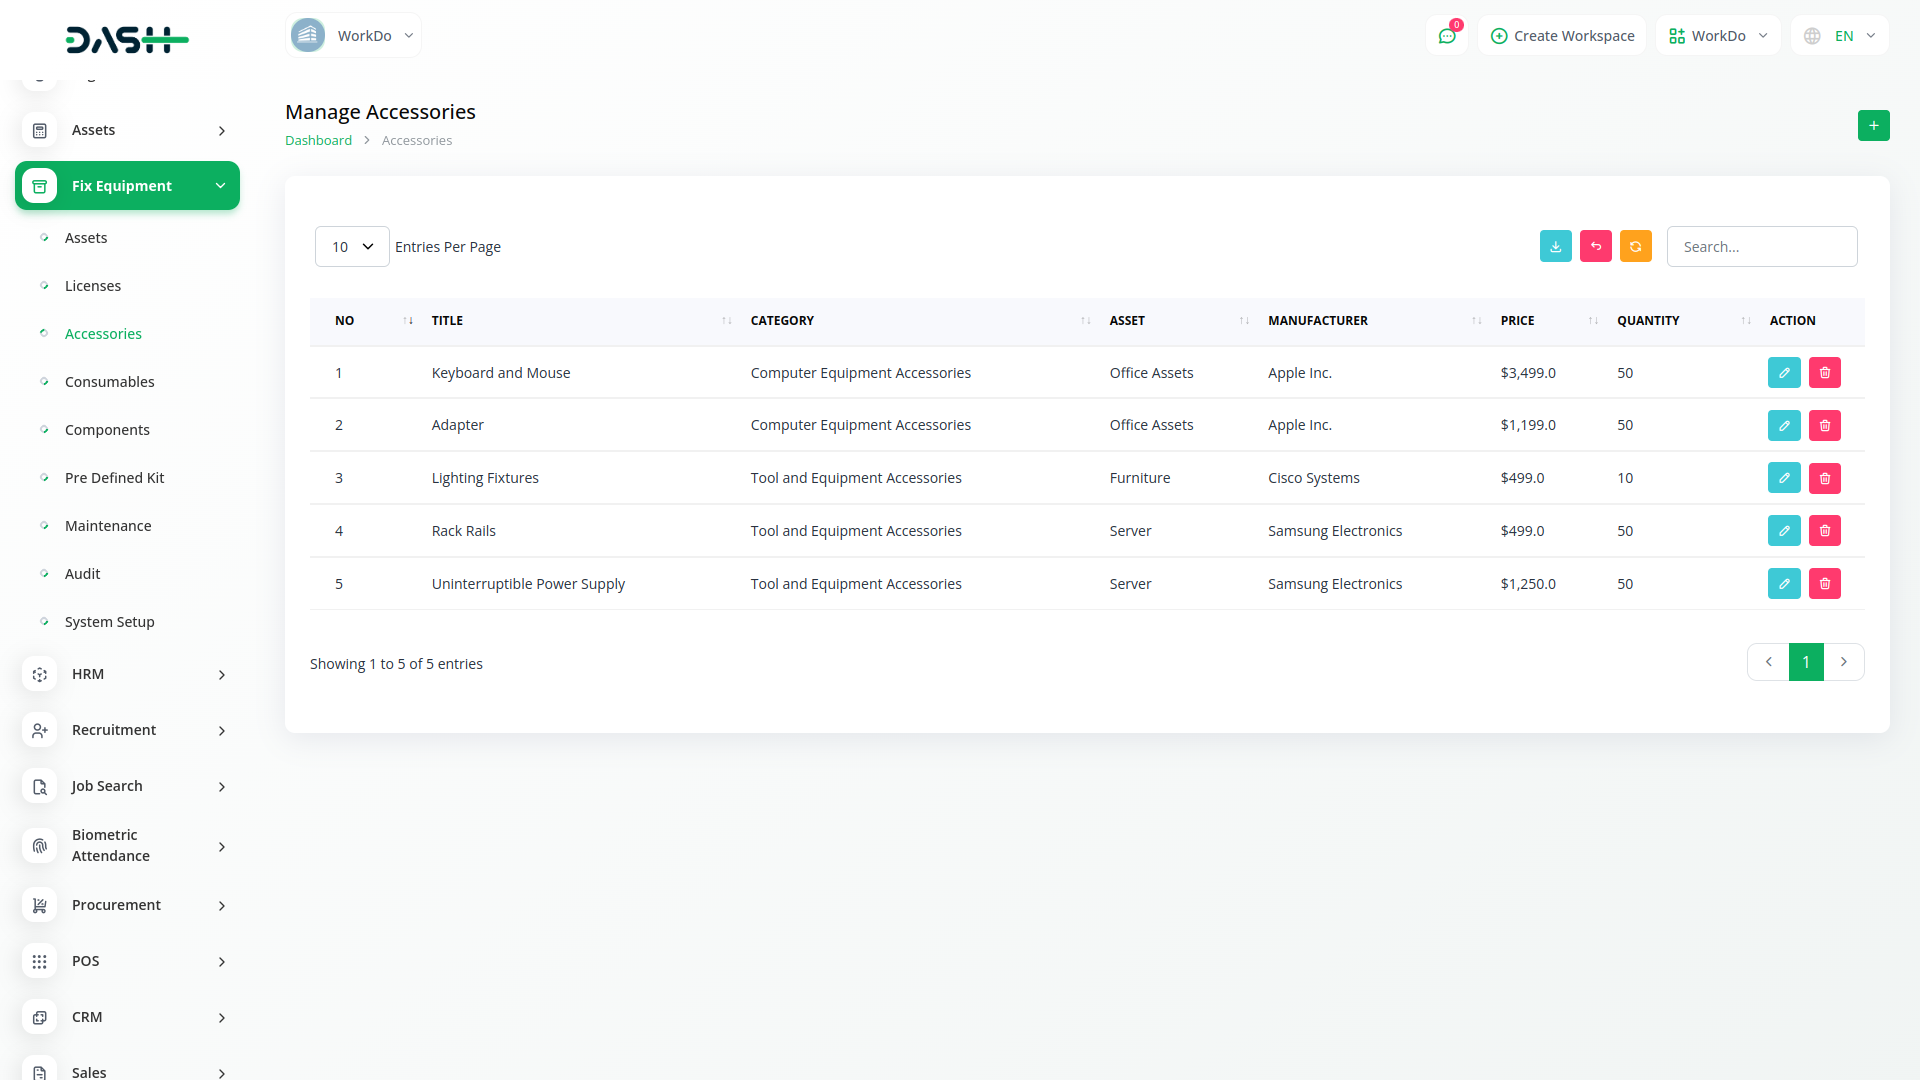 DASH
WorkDo
0
Create Workspace
WorkDo
EN
Assets
Fix Equipment
Assets
Licenses
Accessories
Consumables
Components
Pre Defined Kit
Maintenance
Audit
System Setup
HRM
Recruitment
Job Search
Biometric
Attendance
Procurement
POS
CRM
Sales
Manage Accessories
Dashboard > Accessories
+
10 Entries Per Page
Search...
NO TITLE CATEGORY ASSET MANUFACTURER PRICE QUANTITY ACTION
1 Keyboard and Mouse Computer Equipment Accessories Office Assets Apple Inc. $3,499.0 50
2 Adapter Computer Equipment Accessories Office Assets Apple Inc. $1,199.0 50
3 Lighting Fixtures Tool and Equipment Accessories Furniture Cisco Systems $499.0 10
4 Rack Rails Tool and Equipment Accessories Server Samsung Electronics $499.0 50
5 Uninterruptible Power Supply Tool and Equipment Accessories Server Samsung Electronics $1,250.0 50
Showing 1 to 5 of 5 entries
1